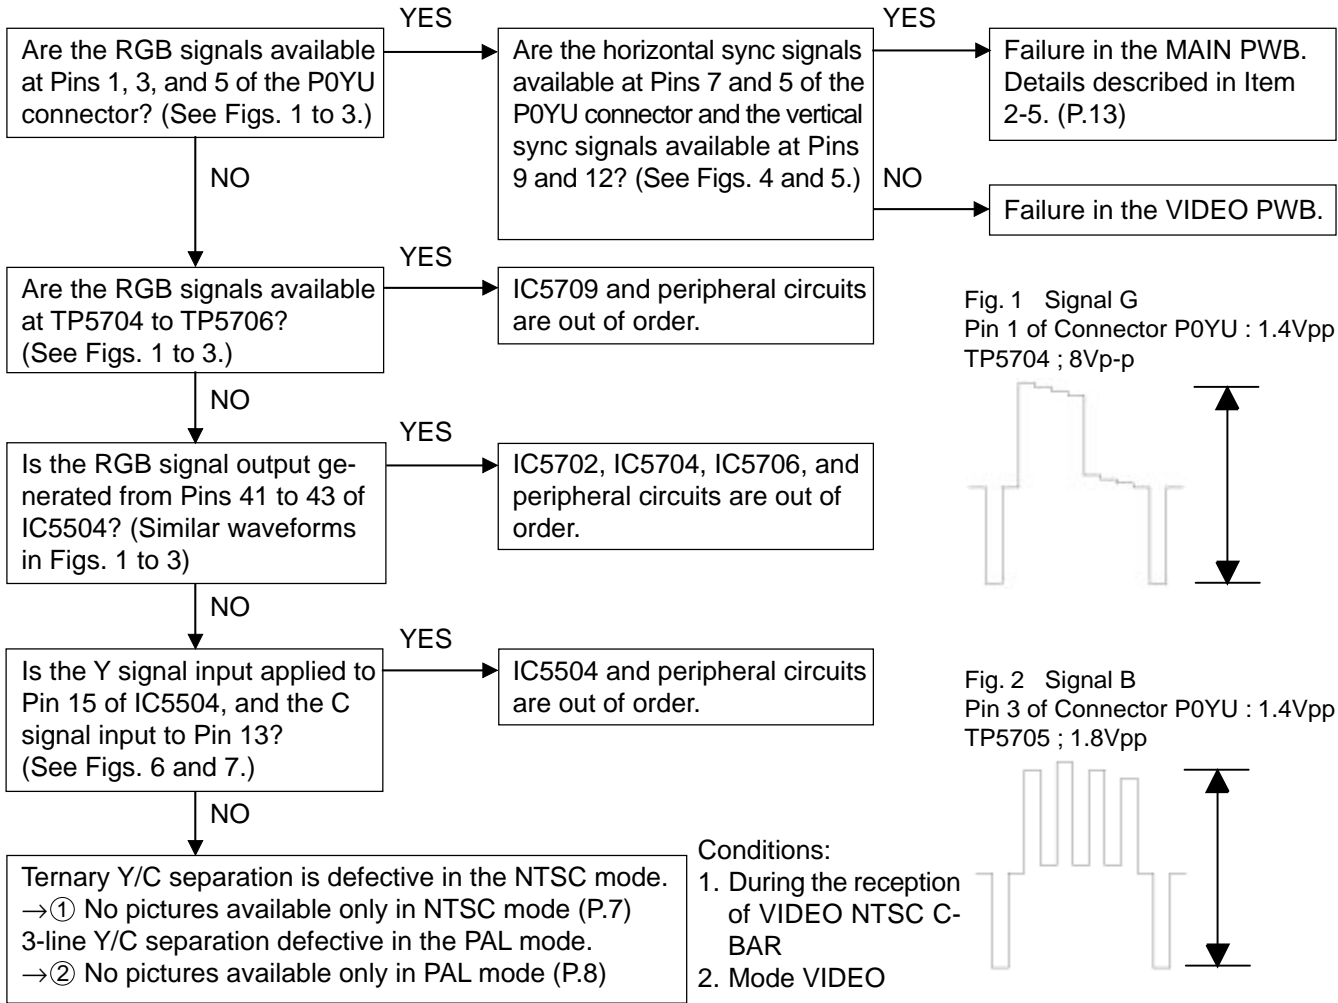 YES
YES
Are the RGB signals available
at Pins 1, 3, and 5 of the P0YU
connector? (See Figs. 1 to 3.)
Are the horizontal sync signals
available at Pins 7 and 5 of the
P0YU connector and the vertical
sync signals available at Pins
9 and 12? (See Figs. 4 and 5.)
Failure in the MAIN PWB.
Details described in Item
2-5. (P.13)
NO
NO
Failure in the VIDEO PWB.
YES
Are the RGB signals available
at TP5704 to TP5706?
(See Figs. 1 to 3.)
IC5709 and peripheral circuits
are out of order.
Fig. 1 Signal G
Pin 1 of Connector P0YU : 1.4Vpp
TP5704 ; 8Vp-p
NO
YES
Is the RGB signal output ge-
nerated from Pins 41 to 43 of
IC5504? (Similar waveforms
in Figs. 1 to 3)
IC5702, IC5704, IC5706, and
peripheral circuits are out of
order.
NO
YES
Is the Y signal input applied to
Pin 15 of IC5504, and the C
signal input to Pin 13?
(See Figs. 6 and 7.)
IC5504 and peripheral circuits
are out of order.
Fig. 2 Signal B
Pin 3 of Connector P0YU : 1.4Vpp
TP5705 ; 1.8Vpp
NO
Ternary Y/C separation is defective in the NTSC mode.
→① No pictures available only in NTSC mode (P.7)
3-line Y/C separation defective in the PAL mode.
→② No pictures available only in PAL mode (P.8)
Conditions:
1. During the reception
of VIDEO NTSC C-
BAR
2. Mode VIDEO